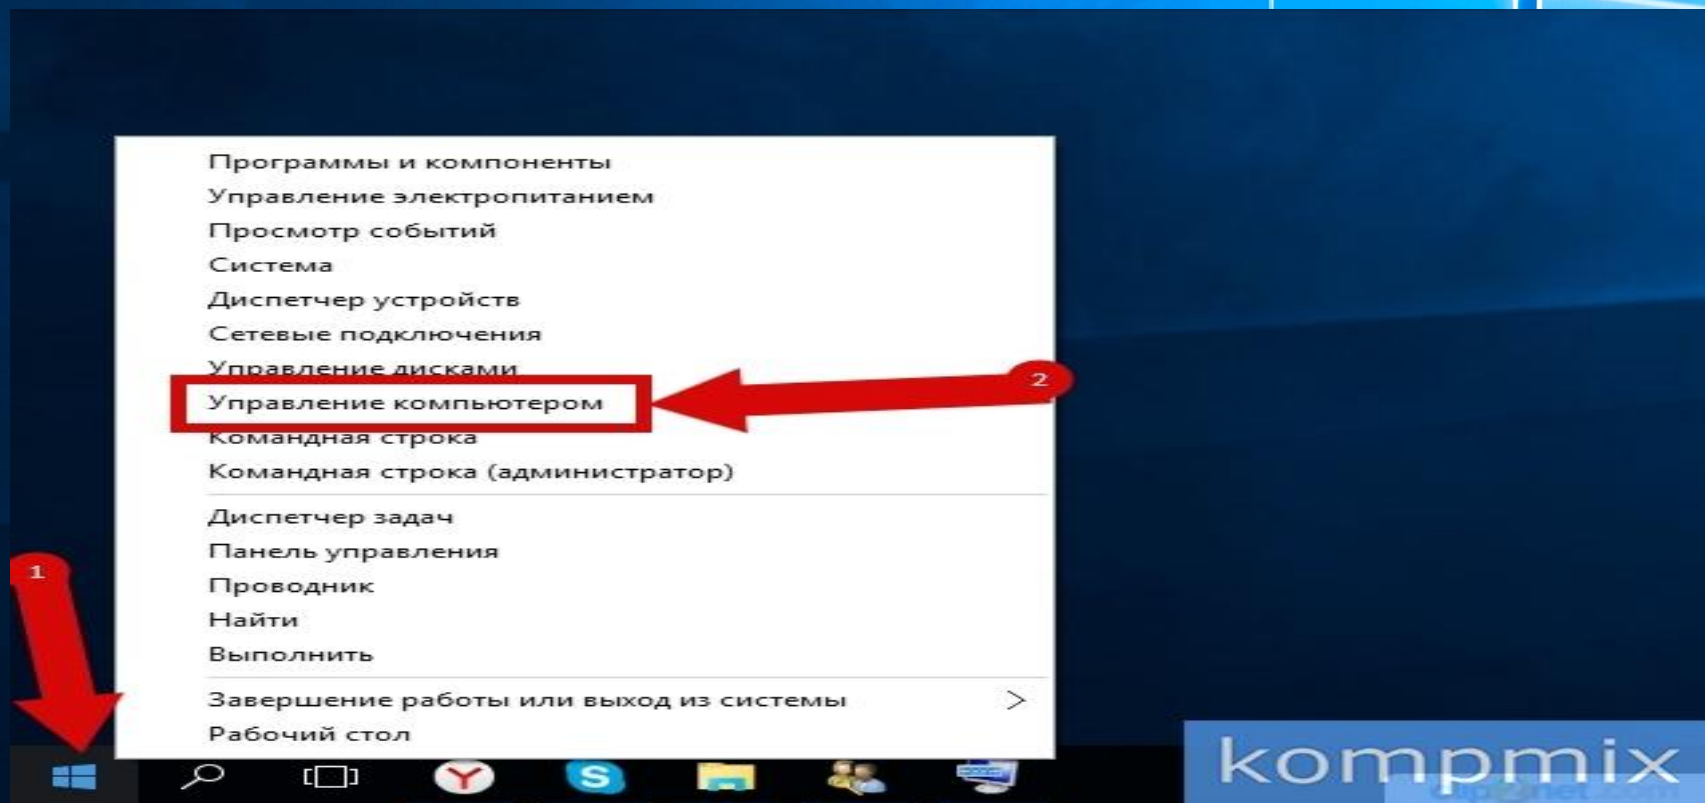 Программы и компоненты
Управление электропитанием
Просмотр событий
Система
Диспетчер устройств
Сетевые подключения
Управление дисками
2
Управление компьютером
Командная строка
Командная строка (администратор)
Диспетчер задач
Панель управления
1
Проводник
Найти
Выполнить
Завершение работы или выход из системы
Рабочий стол
kompmix